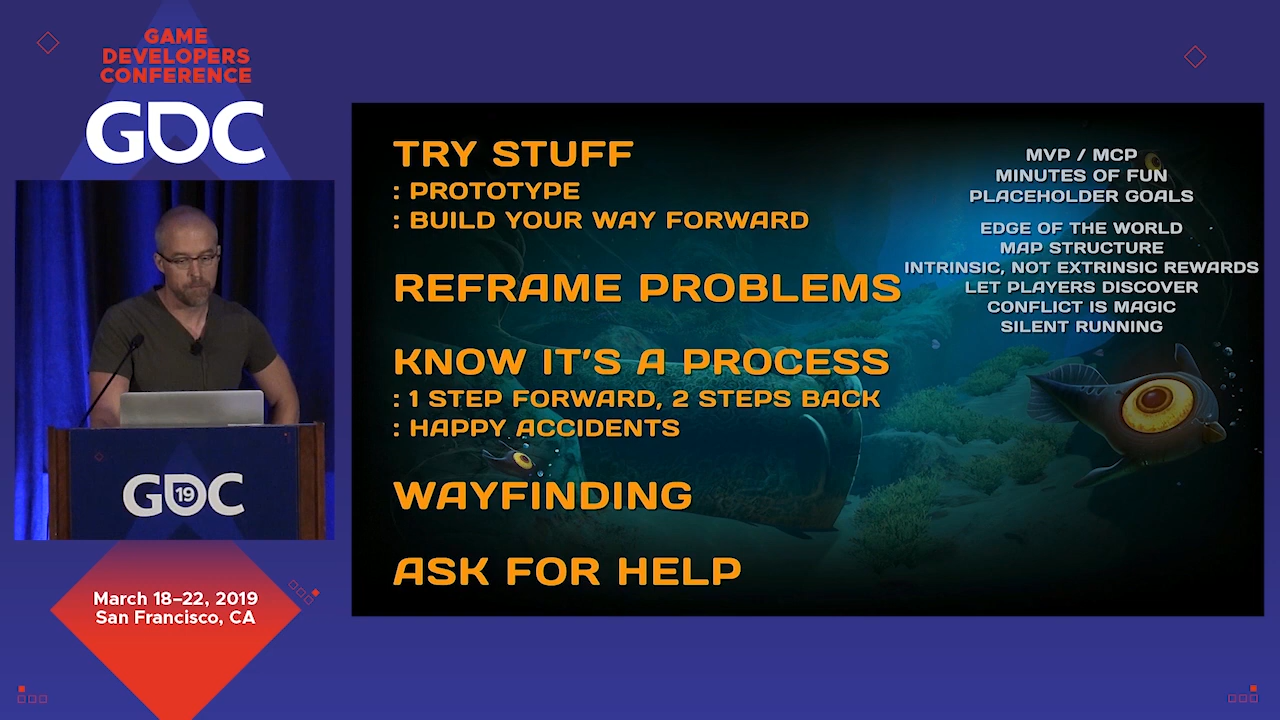 GAME
DEVELOPERS
CONFERENCE
GDC
GDC
19
March 18–22, 2019
San Francisco, CA
TRY STUFF
: PROTOTYPE
: BUILD YOUR WAY FORWARD
REFRAME PROBLEMS
KNOW IT'S A PROCESS
: 1 STEP FORWARD, 2 STEPS BACK
: HAPPY ACCIDENTS
WAYFINDING
ASK FOR HELP
MVP / MCP
MINUTES OF FUN
PLACEHOLDER GOALS
EDGE OF THE WORLD
MAP STRUCTURE
INTRINSIC, NOT EXTRINSIC REWARDS
LET PLAYERS DISCOVER
CONFLICT IS MAGIC
SILENT RUNNING